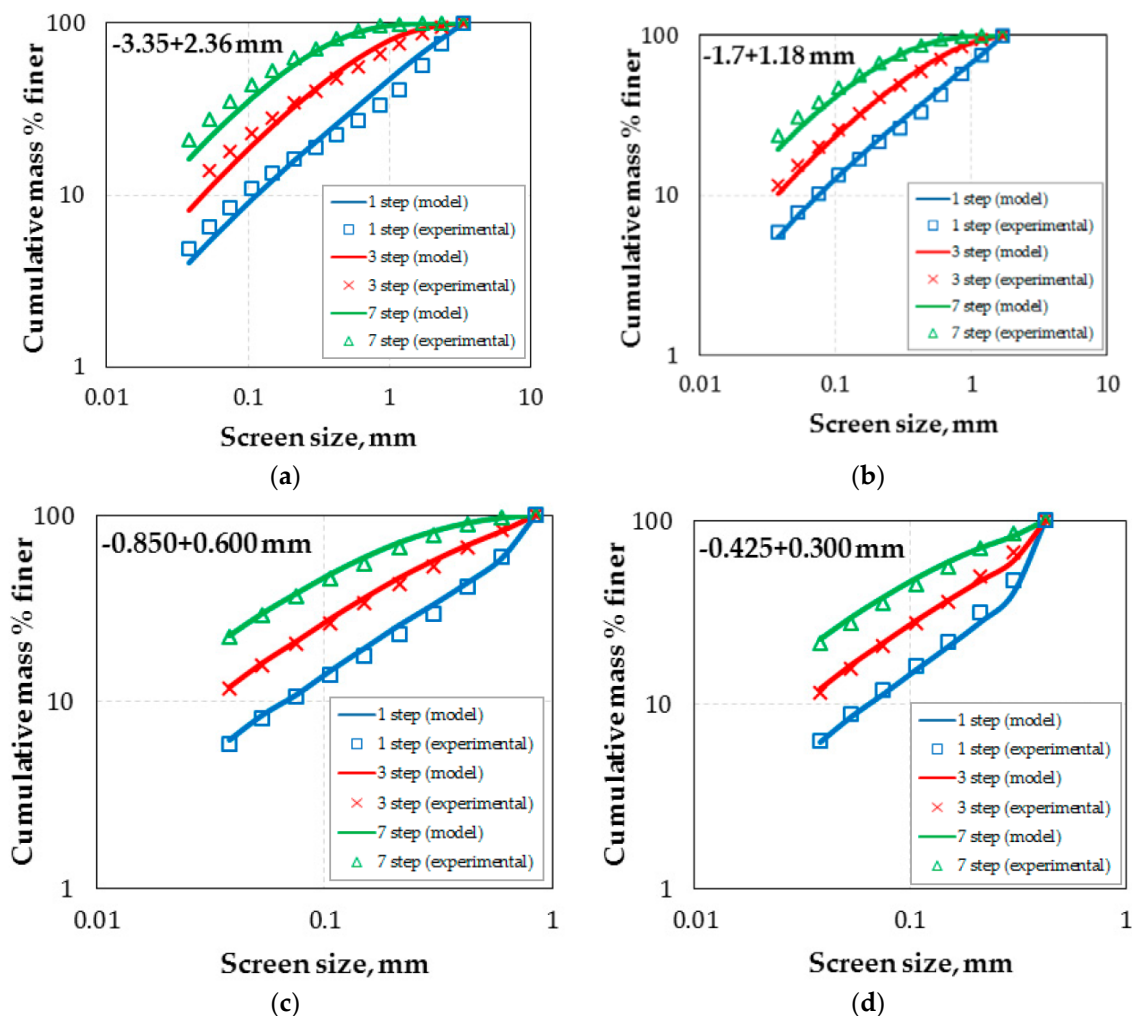 -3.35+2.36 mm
Cumulative mass % finer
100
10
1
1 step (model)
1 step (experimental)
3 step (model)
3 step (experimental)
7 step (model)
7 step (experimental)
0.01 0.1 1 10
Screen size, mm
(a)
-1.7+1.18 mm
Cumulative mass % finer
100
10
1
1 step (model)
1 step (experimental)
3 step (model)
3 step (experimental)
7 step (model)
7 step (experimental)
0.01 0.1 1 10
Screen size, mm
(b)
-0.850+0.600 mm
Cumulative mass % finer
100
10
1
1 step (model)
1 step (experimental)
3 step (model)
3 step (experimental)
7 step (model)
7 step (experimental)
0.01 0.1 1
Screen size, mm
(c)
-0.425+0.300 mm
Cumulative mass % finer
100
10
1
1 step (model)
1 step (experimental)
3 step (model)
3 step (experimental)
7 step (model)
7 step (experimental)
0.01 0.1 1
Screen size, mm
(d)